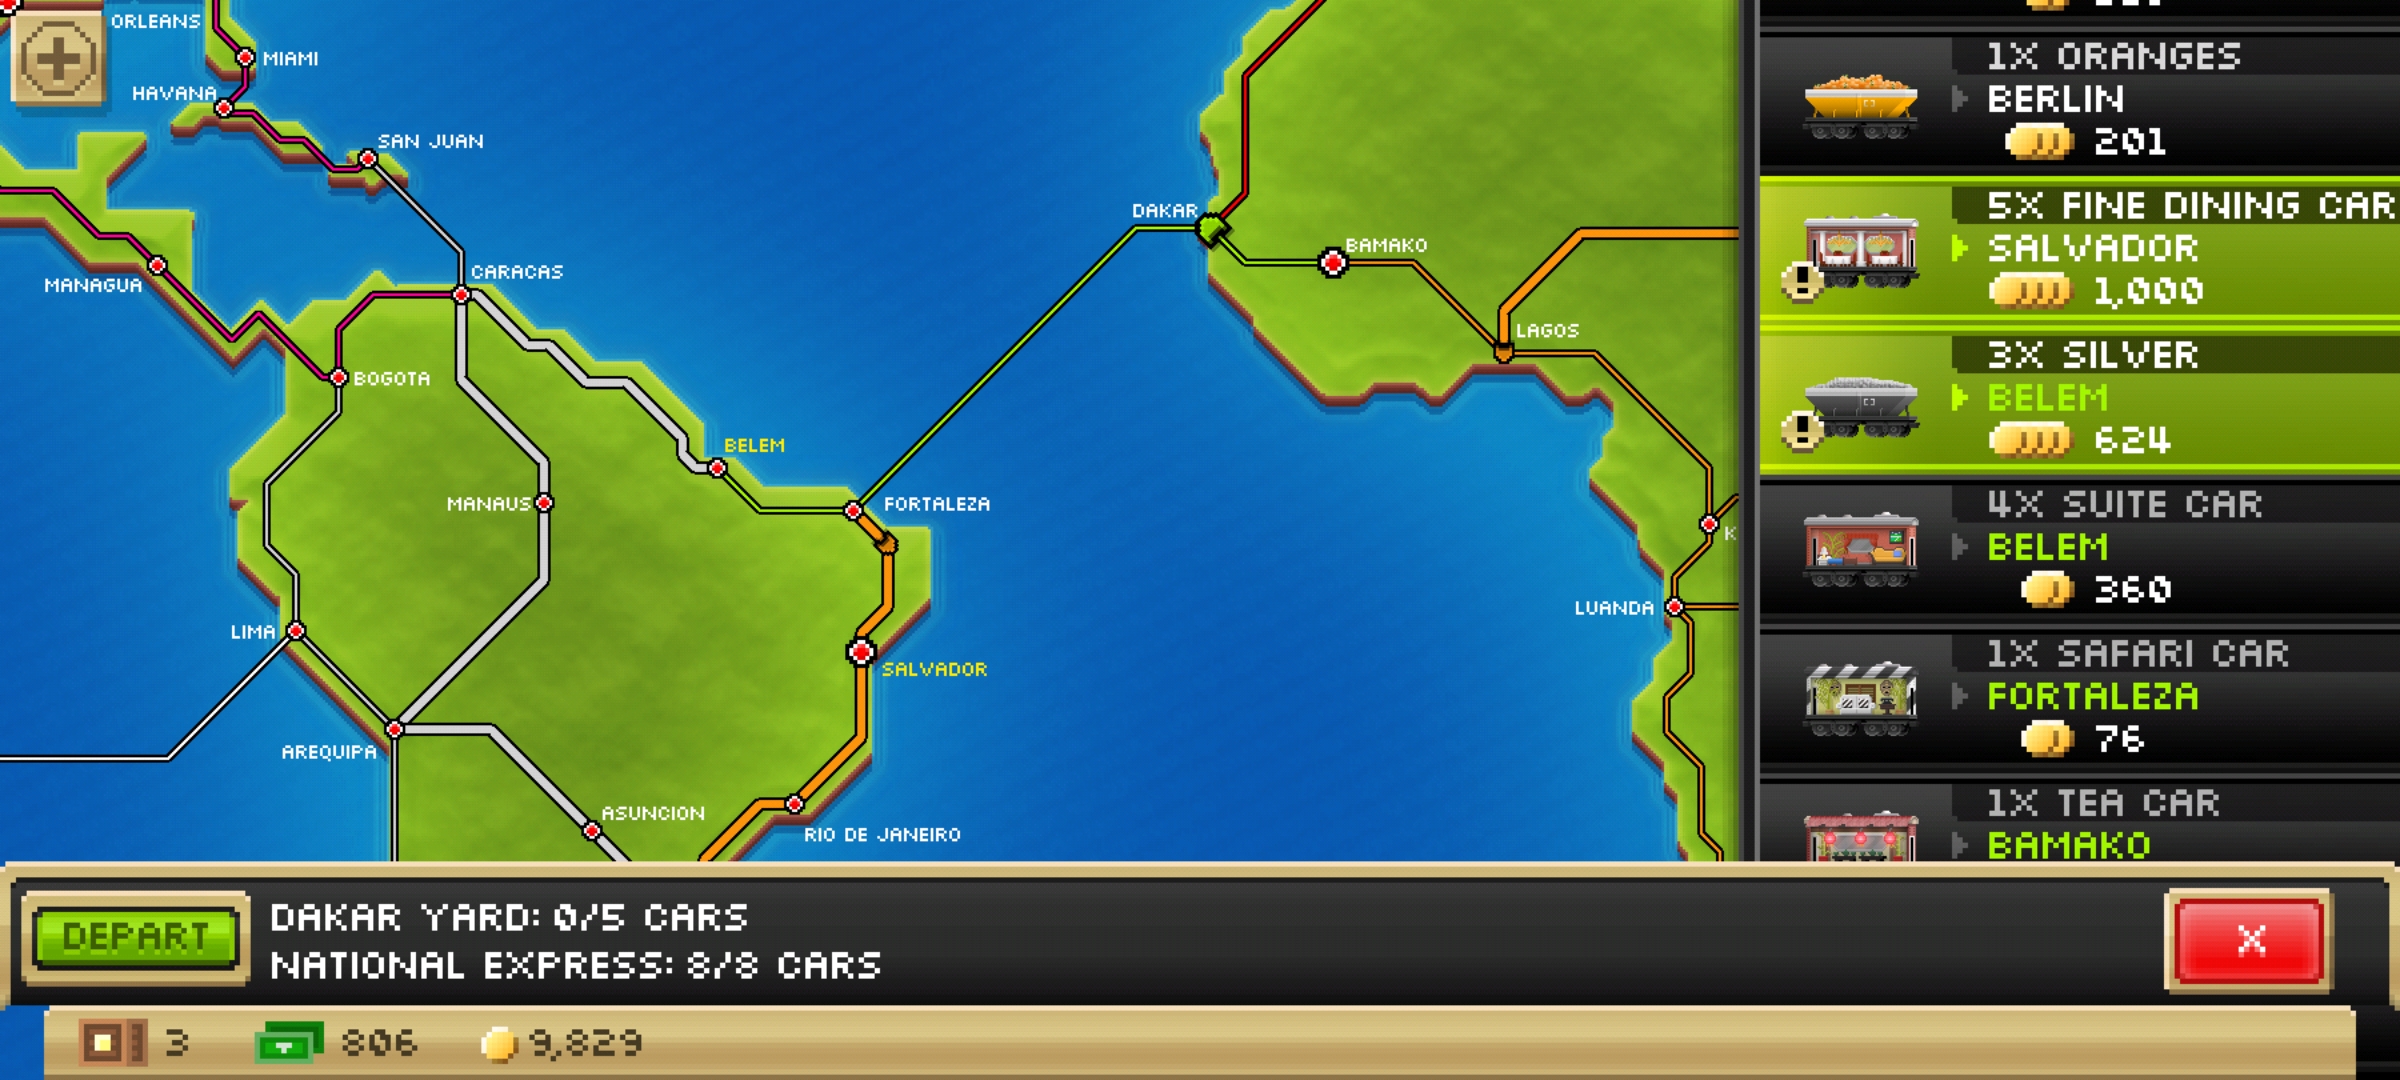 ORLEANS
MIAMI
HAVANA
SAN JUAN
MANAGUA
CARACAS
BOGOTA
BELEM
MANAUS
FORTALEZA
LIMA
SALVADOR
AREQUIPA
ASUNCION
RIO DE JANEIRO
DAKAR
BAMAKO
LAGOS
K
LUANDA
1X ORANGES
BERLIN
201
5X FINE DINING CAR
SALVADOR
1,000
3X SILVER
BELEM
624
4X SUITE CAR
BELEM
360
1X SAFARI CAR
FORTALEZA
76
1X TEA CAR
BAMAKO
DEPART
DAKAR YARD: 0/5 CARS
NATIONAL EXPRESS: 8/8 CARS
X
3
806
9,829